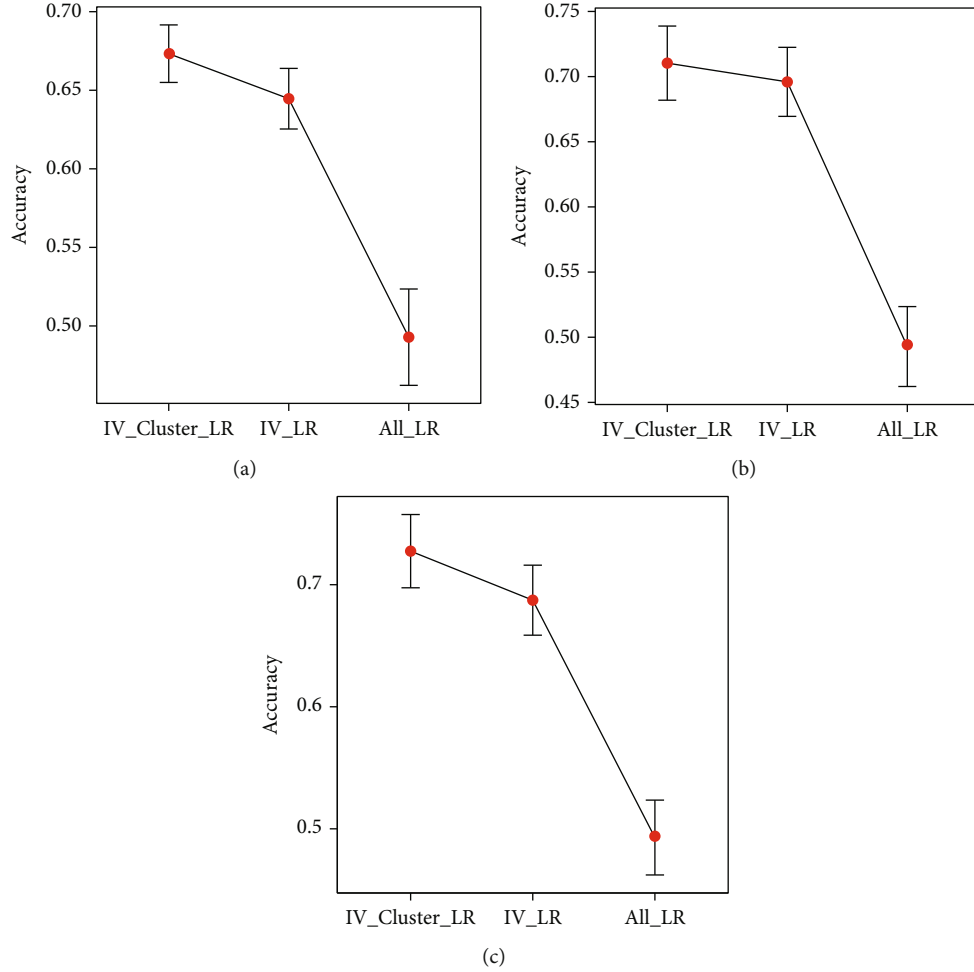 0.70
0.65
0.60
0.55
0.50
Accuracy
IV_Cluster_LR IV_LR All_LR
(a)
0.75
0.70
0.65
0.60
0.55
0.50
0.45
Accuracy
IV_Cluster_LR IV_LR All_LR
(b)
0.7
0.6
0.5
Accuracy
IV_Cluster_LR IV_LR All_LR
(c)